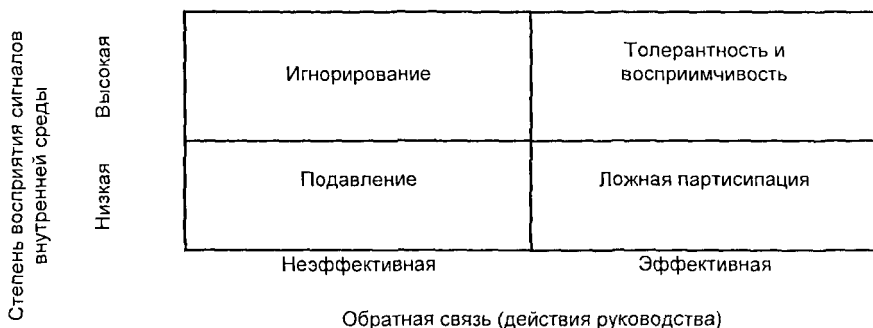 Степень восприятия сигналов
внутренней среды
Высокая
Низкая
Игнорирование
Толерантность и
восприимчивость
Подавление
Ложная партисипация
Неэффективная
Эффективная
Обратная связь (действия руководства)